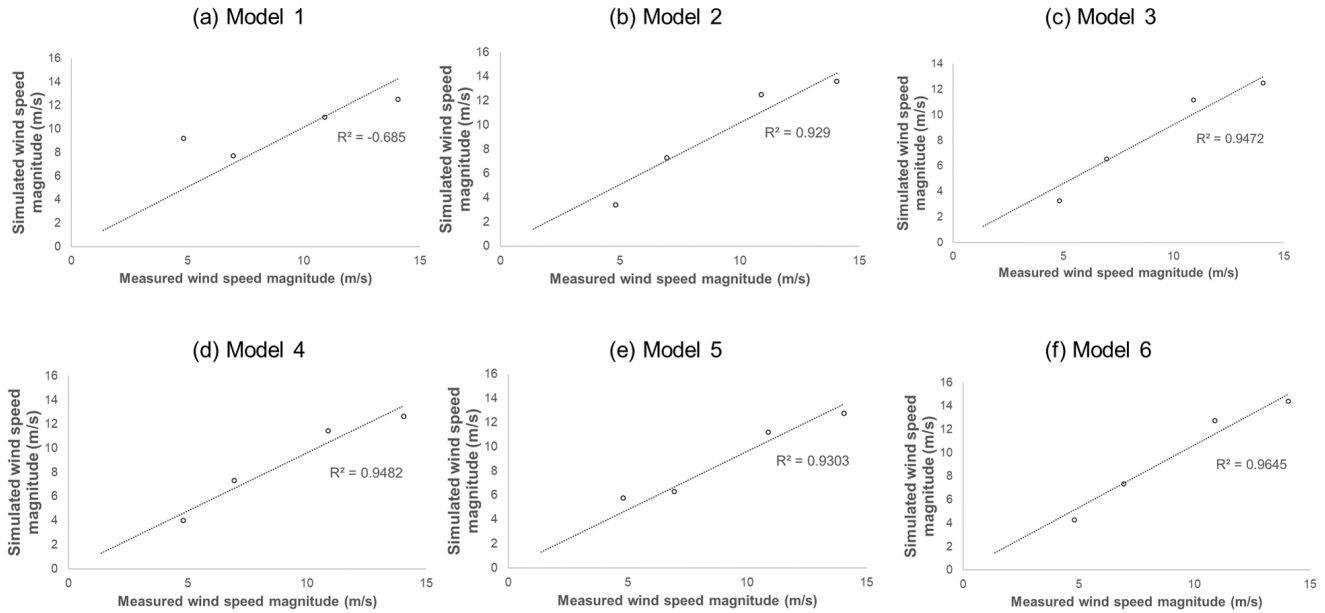 (a) Model 1
Simulated wind speed
magnitude (m/s)
16
14
12
10
8
6
4
2
0
R² = -0.685
0
5
10
15
Measured wind speed magnitude (m/s)
(b) Model 2
Simulated wind speed
magnitude (m/s)
16
14
12
10
8
6
4
2
0
R² = 0.929
0
5
10
15
Measured wind speed magnitude (m/s)
(c) Model 3
Simulated wind speed
magnitude (m/s)
14
12
10
8
6
4
2
0
R² = 0.9472
0
5
10
15
Measured wind speed magnitude (m/s)
(d) Model 4
Simulated wind speed
magnitude (m/s)
16
14
12
10
8
6
4
2
0
R² = 0.9482
0
5
10
15
Measured wind speed magnitude (m/s)
(e) Model 5
Simulated wind speed
magnitude (m/s)
16
14
12
10
8
6
4
2
0
R² = 0.9303
0
5
10
15
Measured wind speed magnitude (m/s)
(f) Model 6
Simulated wind speed
magnitude (m/s)
16
14
12
10
8
6
4
2
0
R² = 0.9645
0
5
10
15
Measured wind speed magnitude (m/s)